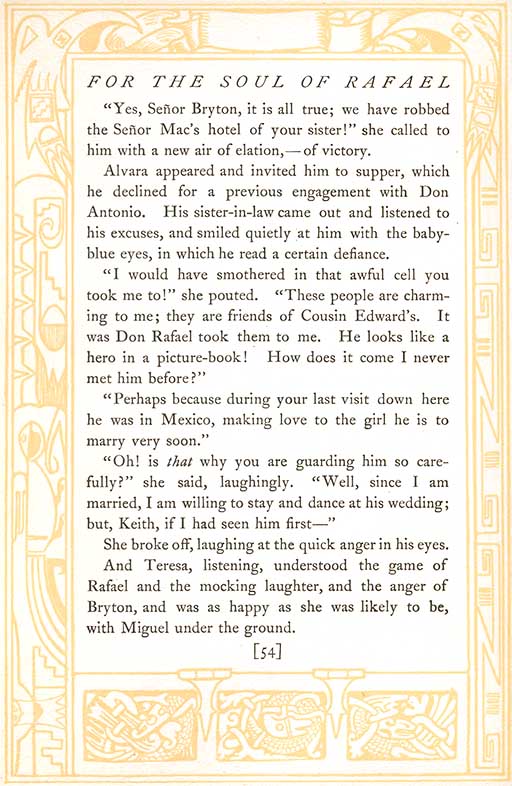 FOR THE SOUL OF RAFAEL
“Yes, Señor Bryton, it is all true; we have robbed
the Señor Mac’s hotel of your sister!” she called to
him with a new air of elation,—of victory.
Alvara appeared and invited him to supper, which
he declined for a previous engagement with Don
Antonio. His sister-in-law came out and listened to
his excuses, and smiled quietly at him with the baby-
blue eyes, in which he read a certain defiance.
“I would have smothered in that awful cell you
took me to!” she pouted. “These people are charm-
ing to me; they are friends of Cousin Edward’s. It
was Don Rafael took them to me. He looks like a
hero in a picture-book! How does it come I never
met him before?”
“Perhaps because during your last visit down here
he was in Mexico, making love to the girl he is to
marry very soon.”
“Oh! is that why you are guarding him so care-
fully?” she said, laughingly. “Well, since I am
married, I am willing to stay and dance at his wedding;
but, Keith, if I had seen him first—”
She broke off, laughing at the quick anger in his eyes.
And Teresa, listening, understood the game of
Rafael and the mocking laughter, and the anger of
Bryton, and was as happy as she was likely to be,
with Miguel under the ground.
[54]